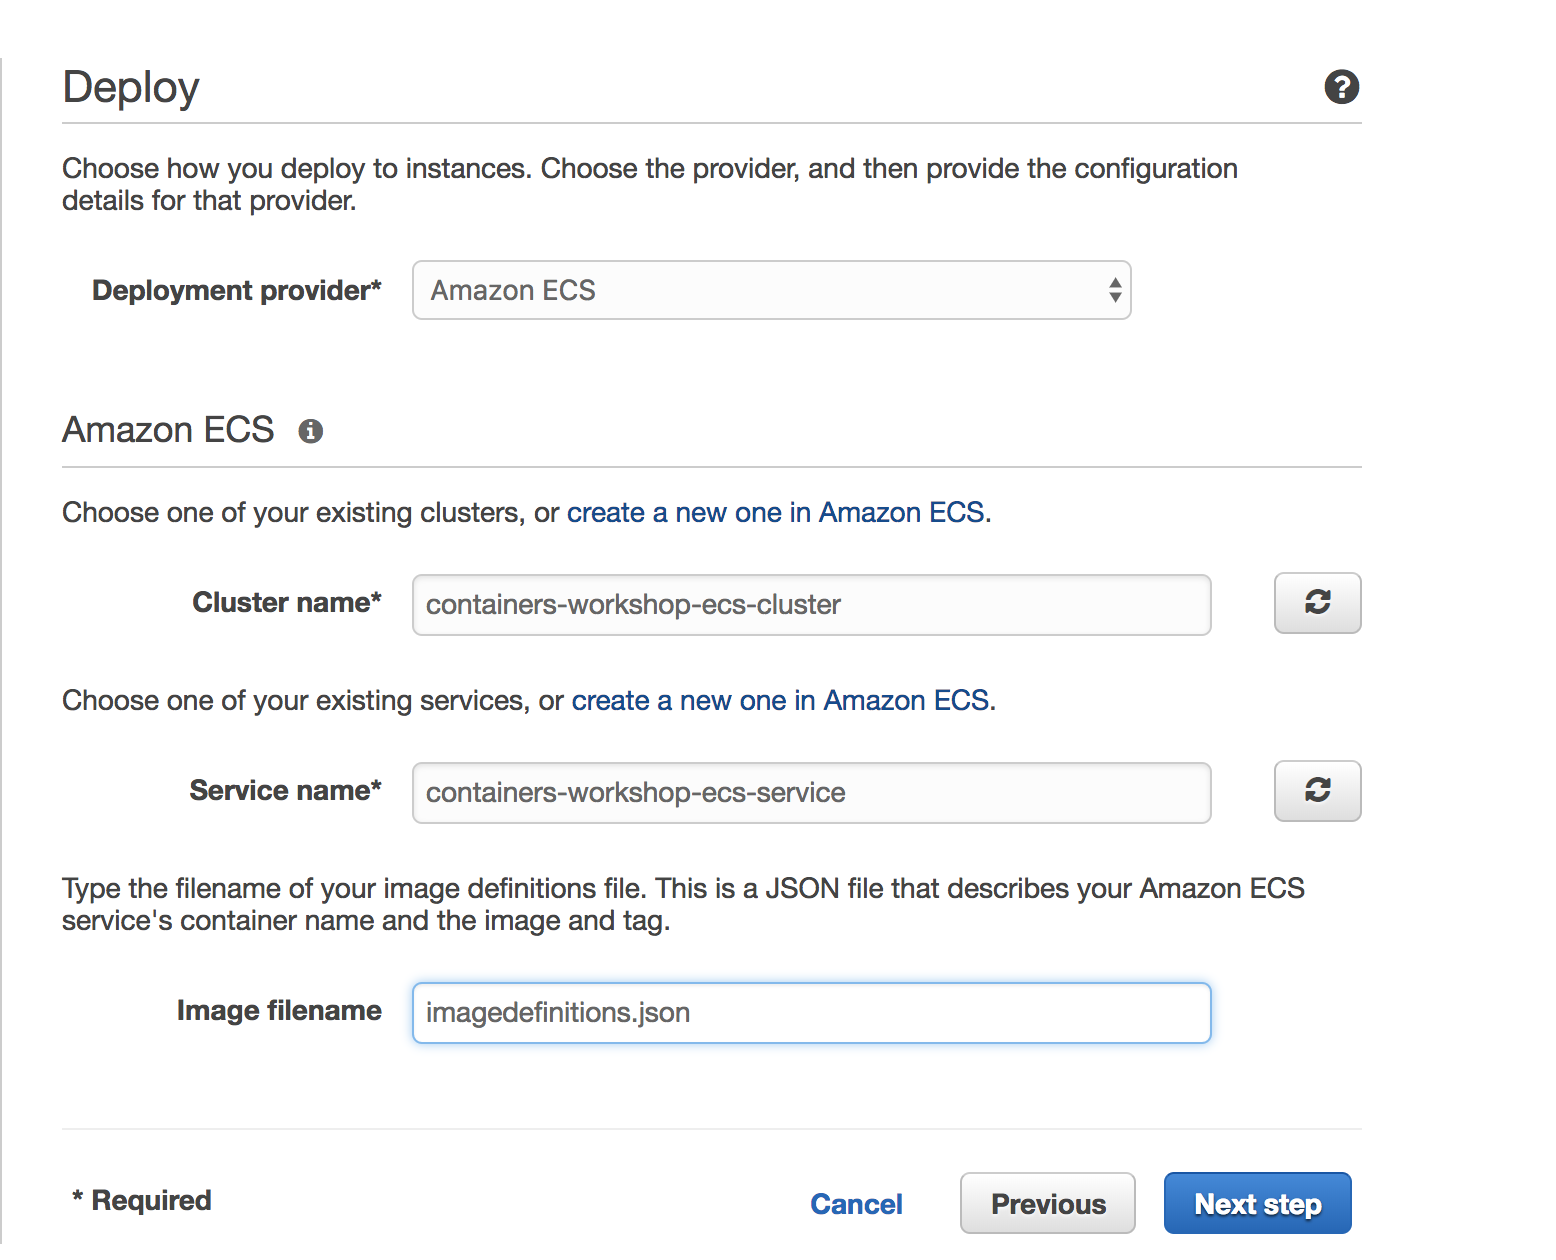 Deploy
Choose how you deploy to instances. Choose the provider, and then provide the configuration
details for that provider.
Deployment provider* Amazon ECS
Amazon ECS
Choose one of your existing clusters, or create a new one in Amazon ECS.
Cluster name* containers-workshop-ecs-cluster
Choose one of your existing services, or create a new one in Amazon ECS.
Service name* containers-workshop-ecs-service
Type the filename of your image definitions file. This is a JSON file that describes your Amazon ECS
service's container name and the image and tag.
Image filename imagedefinitions.json
* Required Cancel Previous Next step